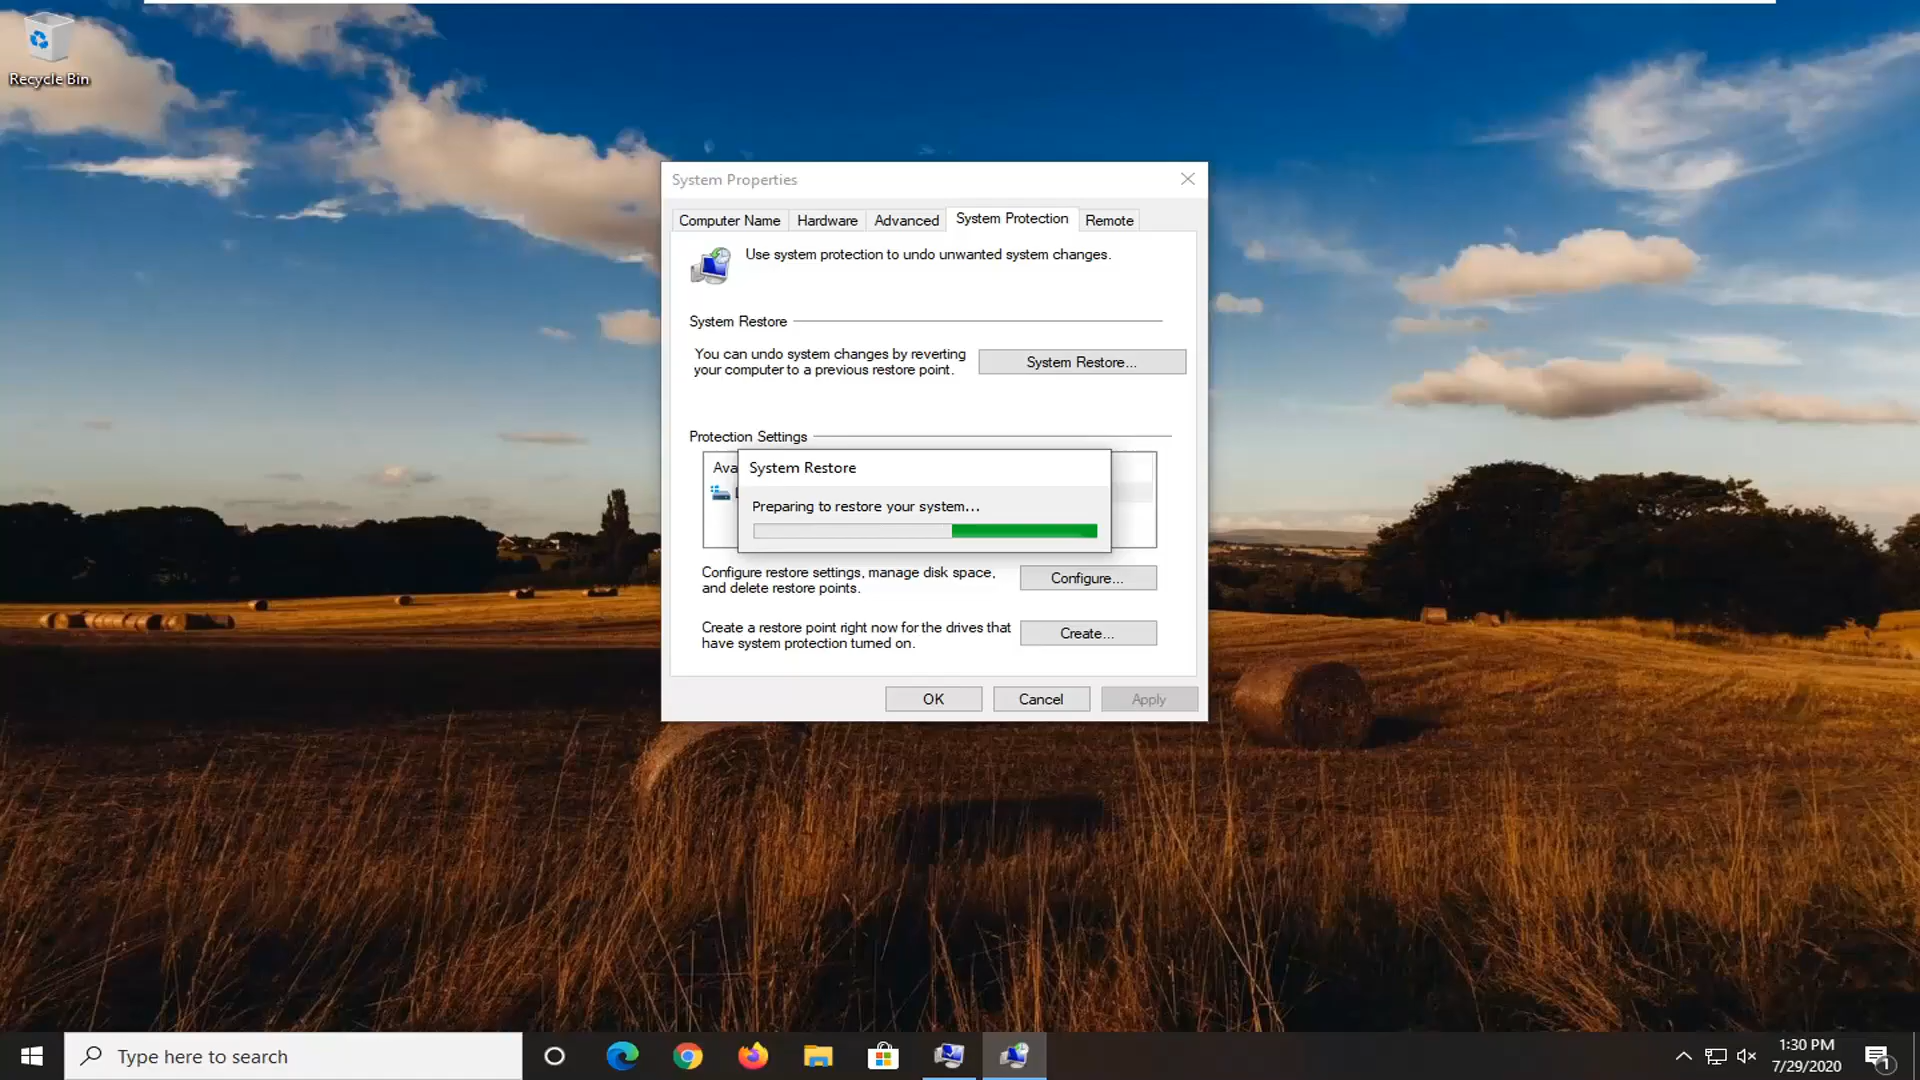 Recycle Bin
System Properties
Computer Name
Hardware
Advanced
System Protection
Remote
Use system protection to undo unwanted system changes.
System Restore
You can undo system changes by reverting
your computer to a previous restore point.
System Restore...
Protection Settings
Ava
System Restore
Preparing to restore your system...
Configure restore settings, manage disk space,
and delete restore points.
Configure...
Create a restore point right now for the drives that
have system protection turned on.
Create...
OK
Cancel
Apply
Type here to search
1:30 PM
7/29/2020
1